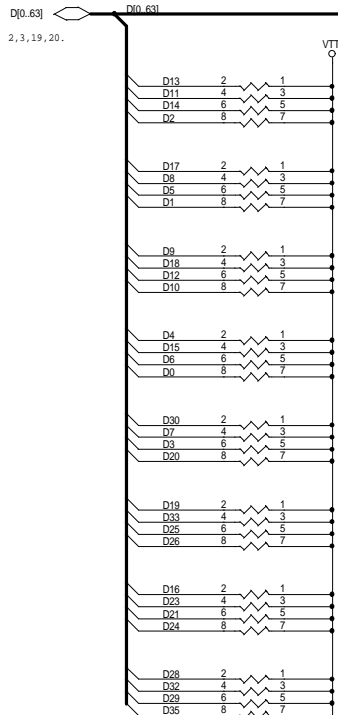 D[0..63] D[0..63]
2,3,19,20.
VTT
D13 2 1
D11 4 3
D14 6 5
D2 8 7
D17 2 1
D8 4 3
D5 6 5
D1 8 7
D9 2 1
D18 4 3
D12 6 5
D10 8 7
D4 2 1
D15 4 3
D6 6 5
D0 8 7
D30 2 1
D7 4 3
D3 6 5
D20 8 7
D19 2 1
D33 4 3
D25 6 5
D26 8 7
D16 2 1
D23 4 3
D21 6 5
D24 8 7
D28 2 1
D32 4 3
D29 6 5
D35 8 7